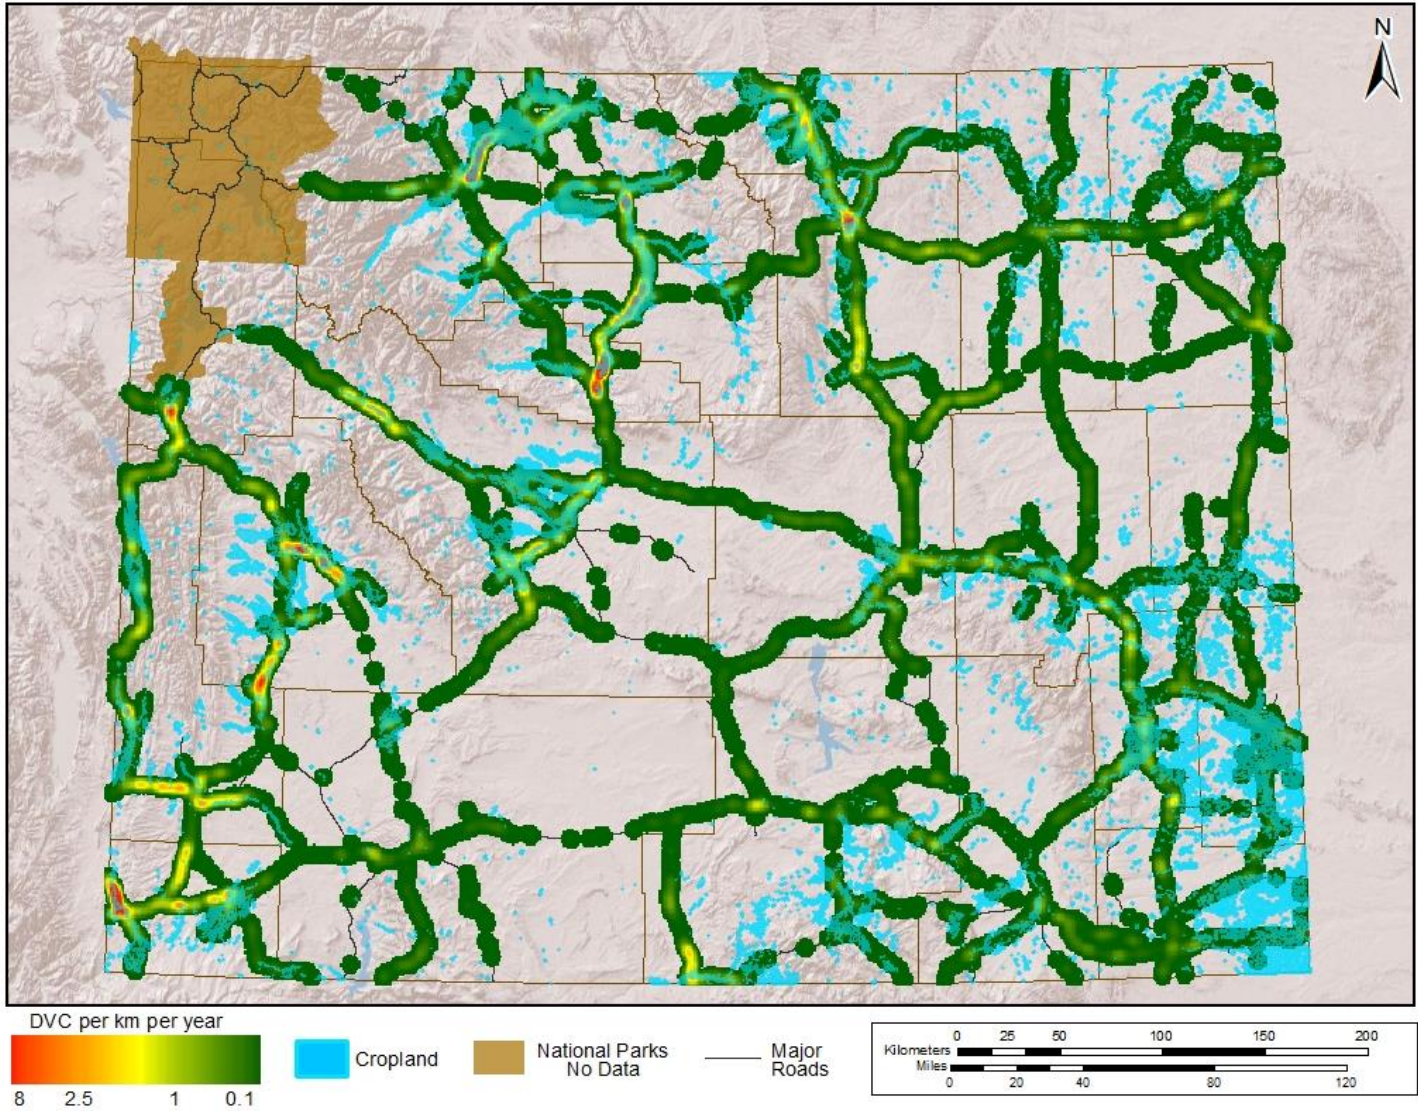 N
DVC per km per year
8 2.5 1 0.1
Cropland
National Parks
No Data
Major
Roads
0 25 50 100 150 200
Kilometers
Miles
0 20 40 80 120